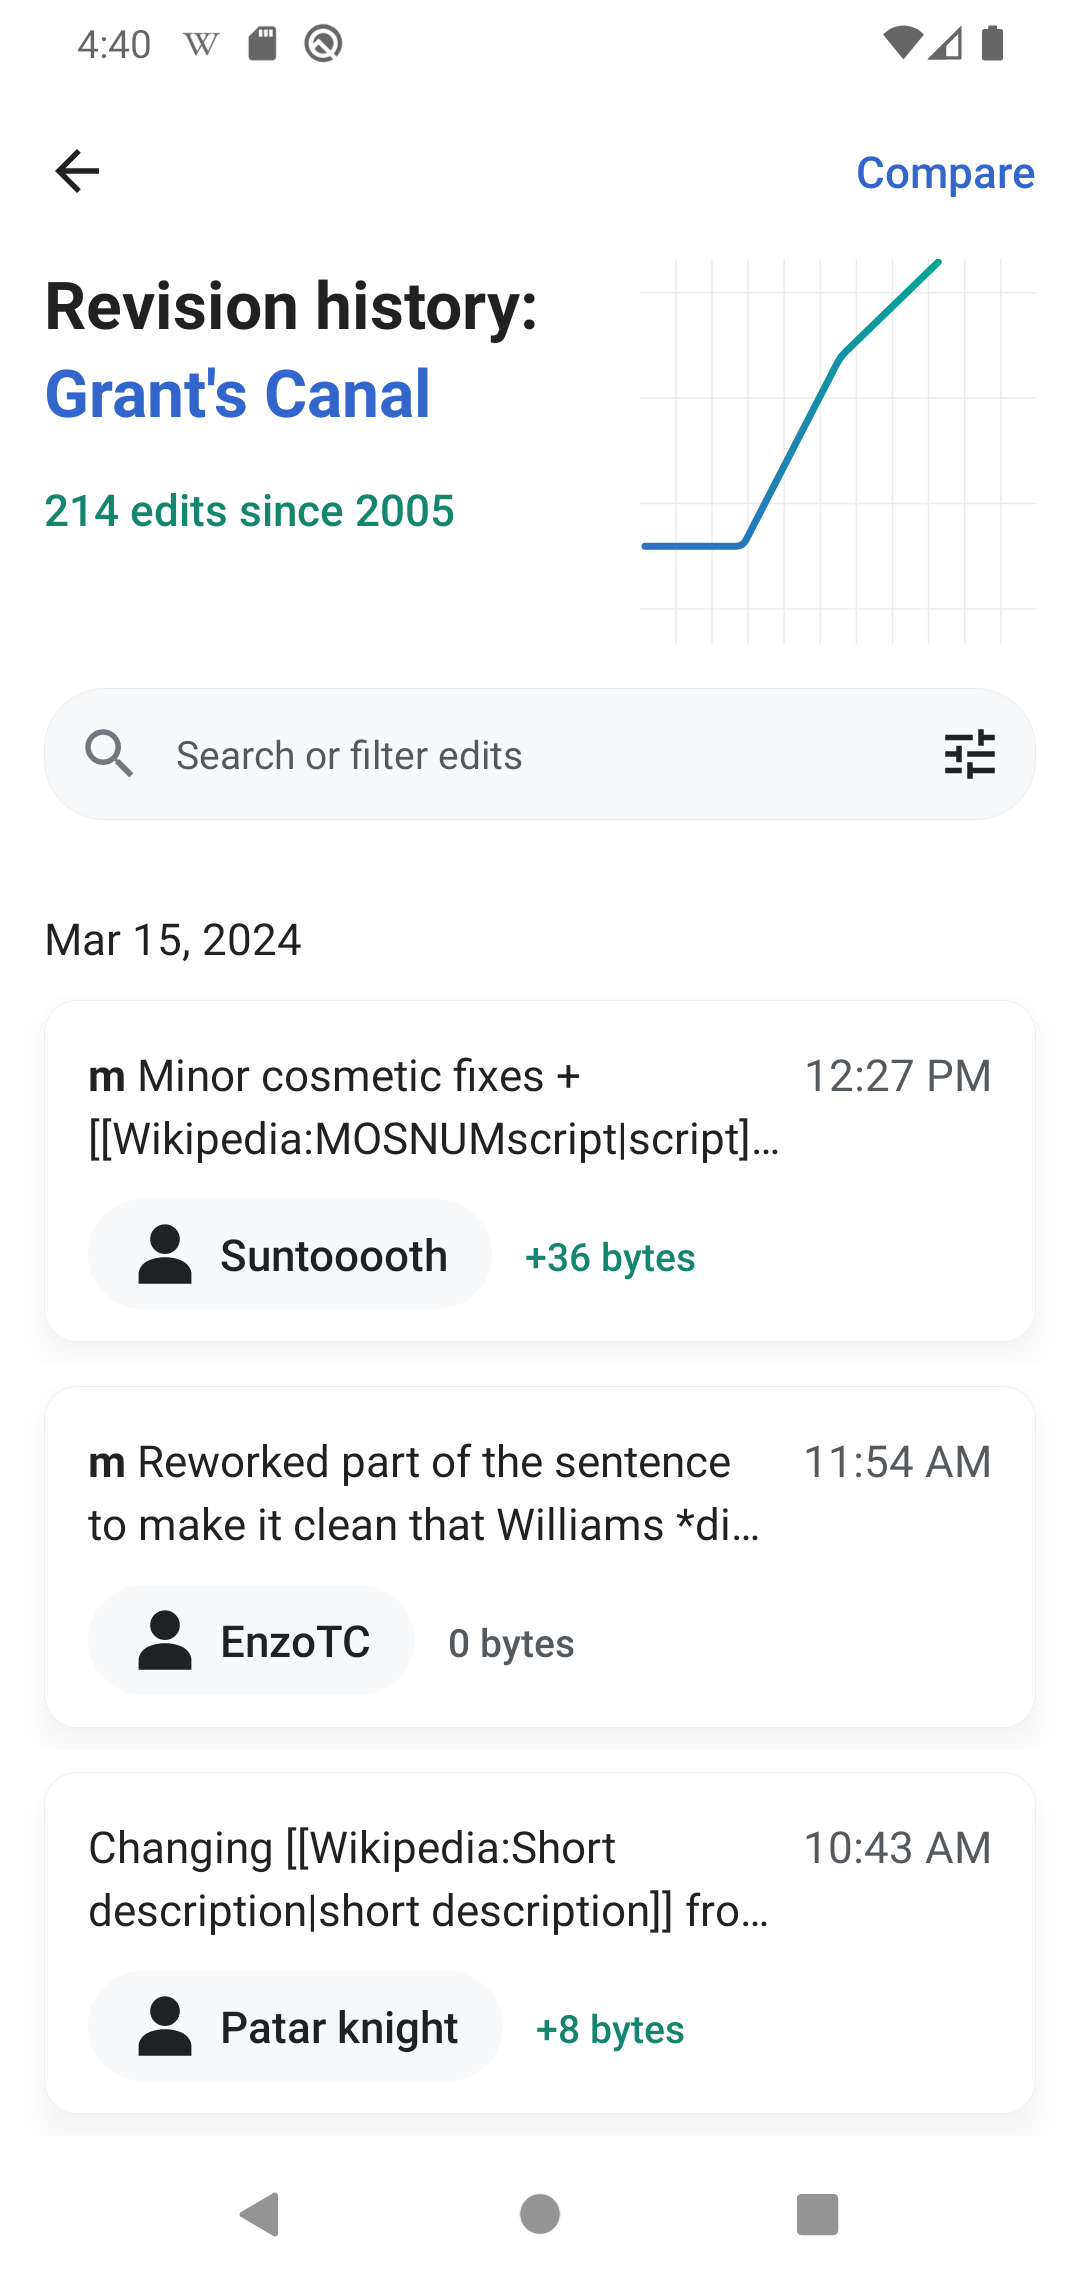 4:40
Compare
Revision history:
Grant's Canal
214 edits since 2005
Search or filter edits
Mar 15, 2024
m Minor cosmetic fixes +
12:27 PM
[[Wikipedia:MOSNUMscript|script]…
Suntooooth
+36 bytes
m Reworked part of the sentence
11:54 AM
to make it clean that Williams *di…
EnzoTC
0 bytes
Changing [[Wikipedia:Short
10:43 AM
description|short description]] fro…
Patar knight
+8 bytes